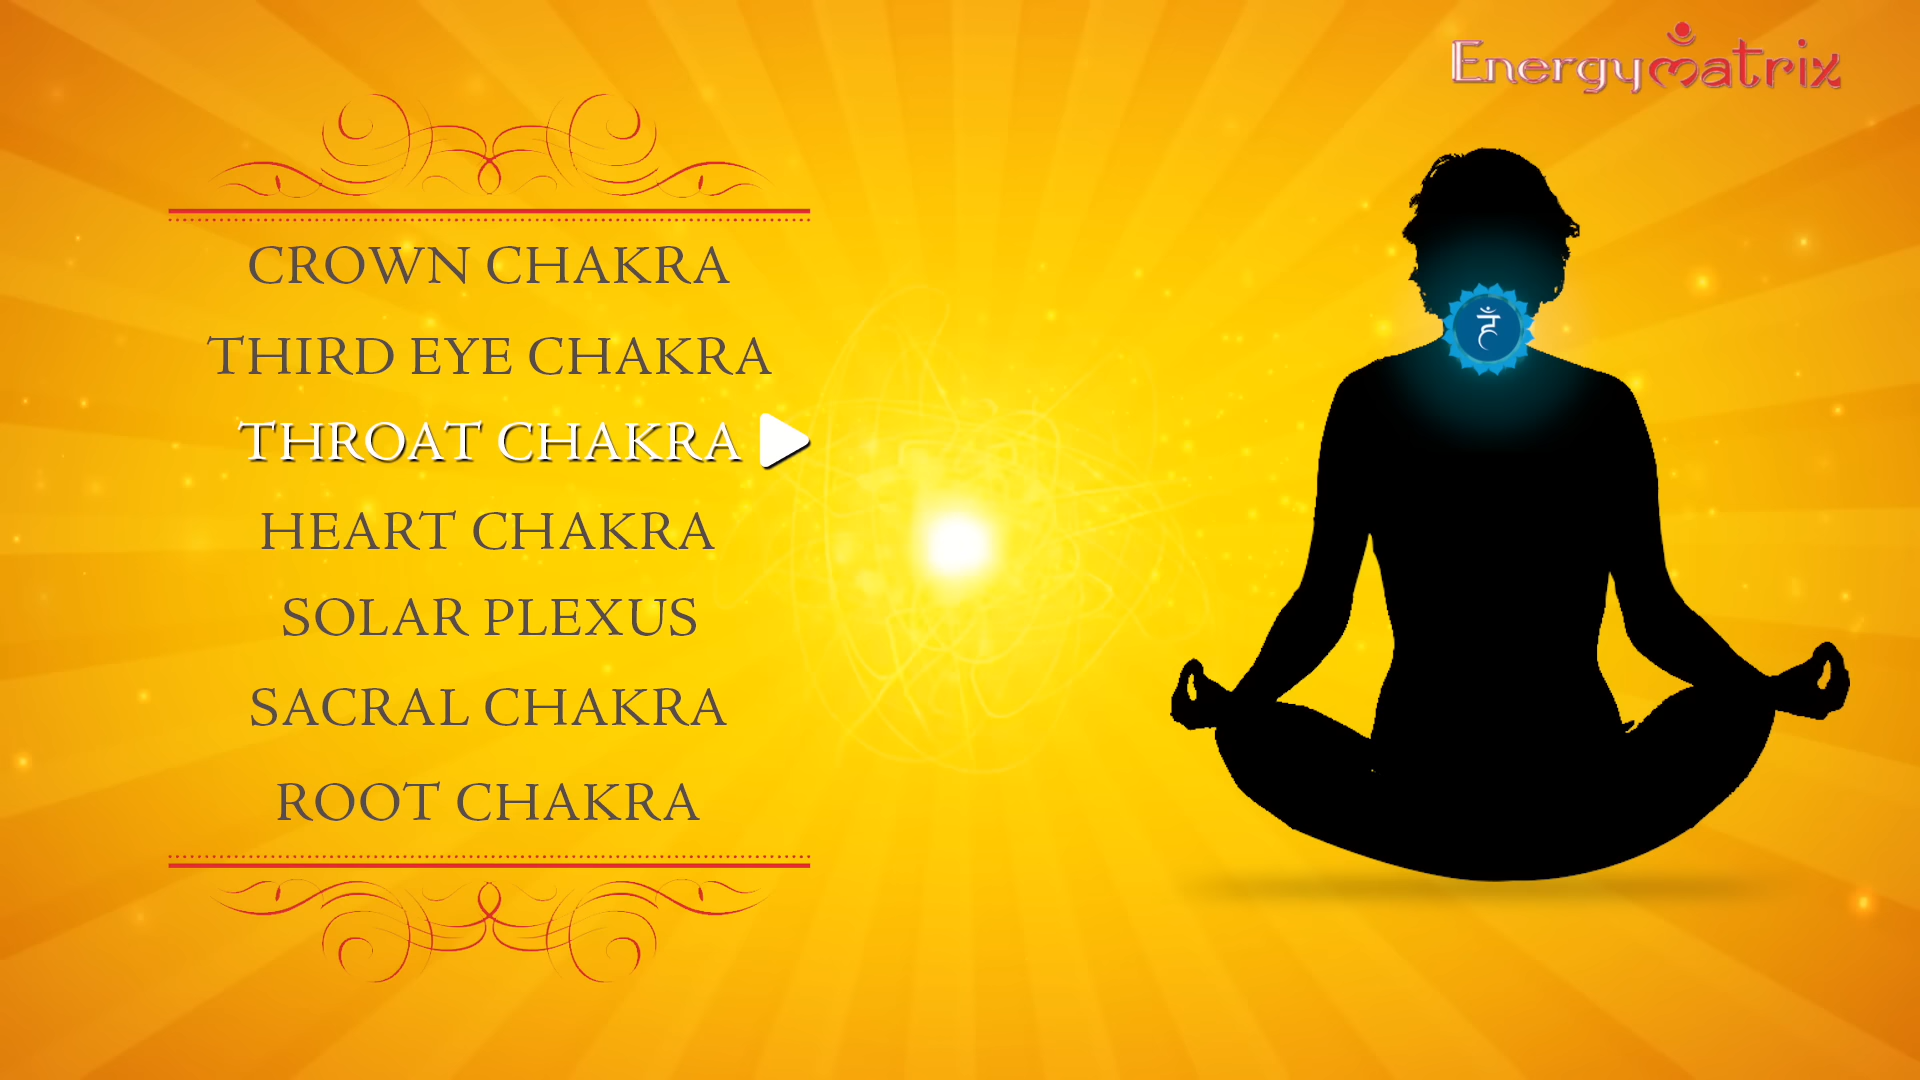 Energymatrix
CROWN CHAKRA
THIRD EYE CHAKRA
THROAT CHAKRA
HEART CHAKRA
SOLAR PLEXUS
SACRAL CHAKRA
ROOT CHAKRA
हं